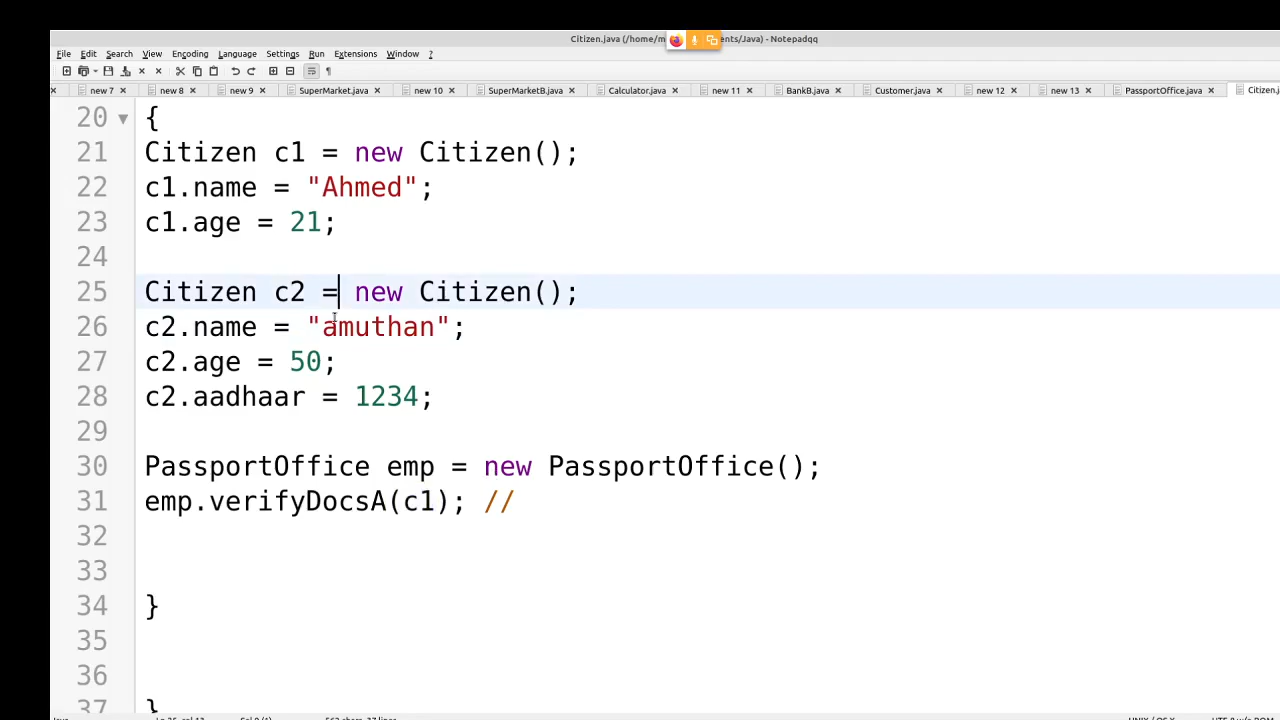 Citizen.java (/home/m ents/Java) - Notepadqq
File Edit Search View Encoding Language Settings Run Extensions Window ?
new 7 new 8 new 9 SuperMarket.java new 10 SuperMarketB.java Calculator.java new 11 BankB.java Customer.java new 12 new 13 PassportOffice.java Citizen.j
20 {
21 Citizen c1 = new Citizen();
22 c1.name = "Ahmed";
23 c1.age = 21;
24
25 Citizen c2 = new Citizen();
26 c2.name = "amuthan";
27 c2.age = 50;
28 c2.aadhaar = 1234;
29
30 PassportOffice emp = new PassportOffice();
31 emp.verifyDocsA(c1); //
32
33
34 }
35
36
37 }